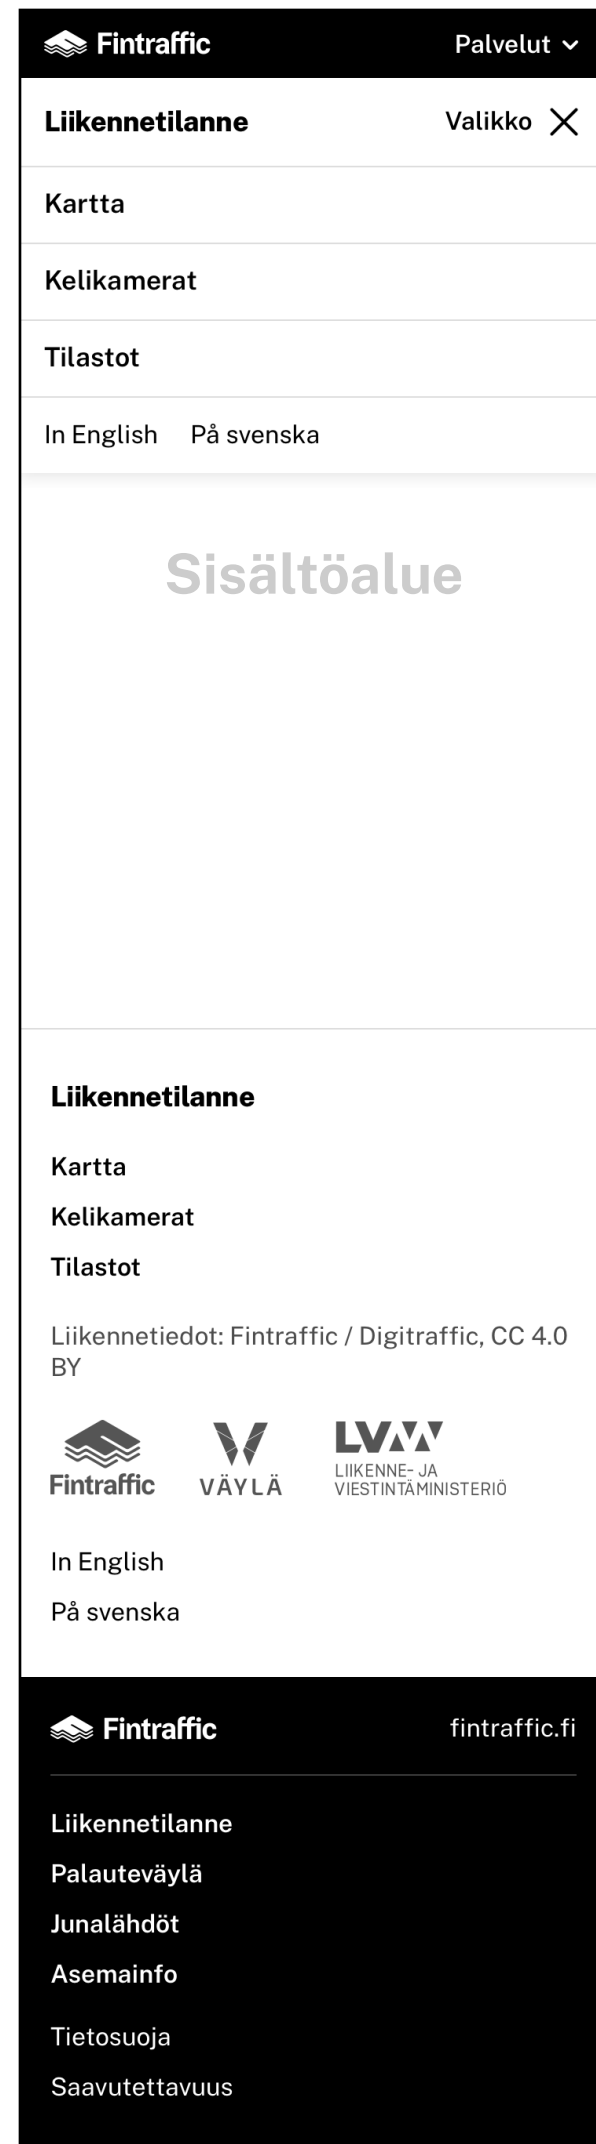 Fintraffic Palvelut
Liikennetilanne Valikko
Kartta
Kelikamerat
Tilastot
In English På svenska
Sisältöalue
Liikennetilanne
Kartta
Kelikamerat
Tilastot
Liikennetiedot: Fintraffic / Digitraffic, CC 4.0
BY
Fintraffic
VÄYLÄ
LVM
LIIKENNE- JA
VIESTINTÄMINISTERIÖ
In English
På svenska
Fintraffic fintraffic.fi
Liikennetilanne
Palauteväylä
Junalähdöt
Asemainfo
Tietosuoja
Saavutettavuus